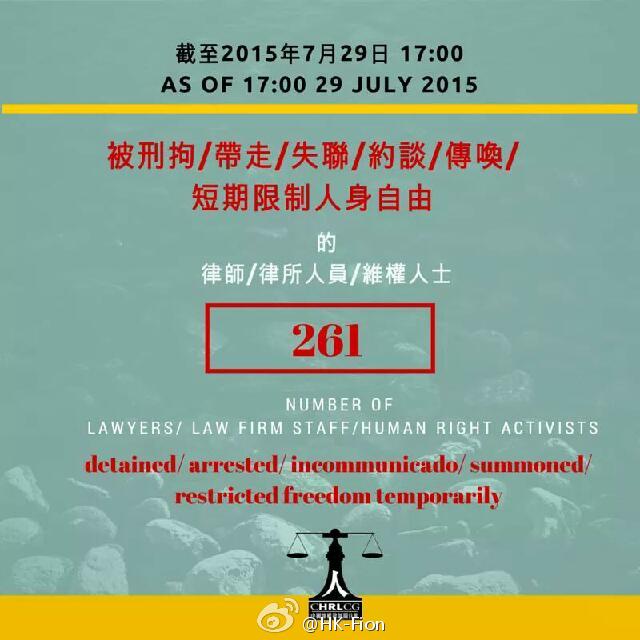 截至2015年7月29日 17:00
AS OF 17:00 29 JULY 2015
被刑拘/帶走/失聯/約談/傳喚/
短期限制人身自由
的
律師/律所人員/維權人士
261
NUMBER OF
LAWYERS/ LAW FIRM STAFF/HUMAN RIGHT ACTIVISTS
detained/ arrested/ incommunicado/ summoned/
restricted freedom temporarily
CHRLCG
@HK-Fion